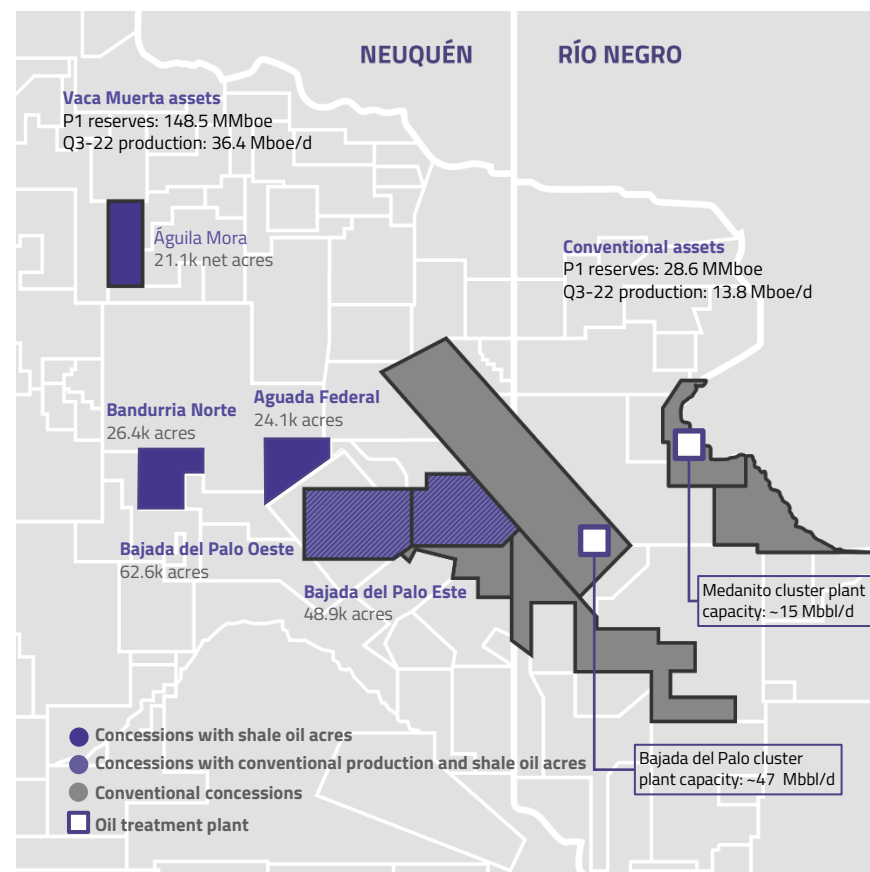 NEUQUÉN
RÍO NEGRO
Vaca Muerta assets
P1 reserves: 148.5 MMboe
Q3-22 production: 36.4 Mboe/d
Águila Mora
21.1k net acres
Conventional assets
P1 reserves: 28.6 MMboe
Q3-22 production: 13.8 Mboe/d
Bandurria Norte
26.4k acres
Aguada Federal
24.1k acres
Bajada del Palo Oeste
62.6k acres
Bajada del Palo Este
48.9k acres
Medanito cluster plant
capacity: ~15 Mbbl/d
Bajada del Palo cluster
plant capacity: ~47 Mbbl/d
Concessions with shale oil acres
Concessions with conventional production and shale oil acres
Conventional concessions
Oil treatment plant